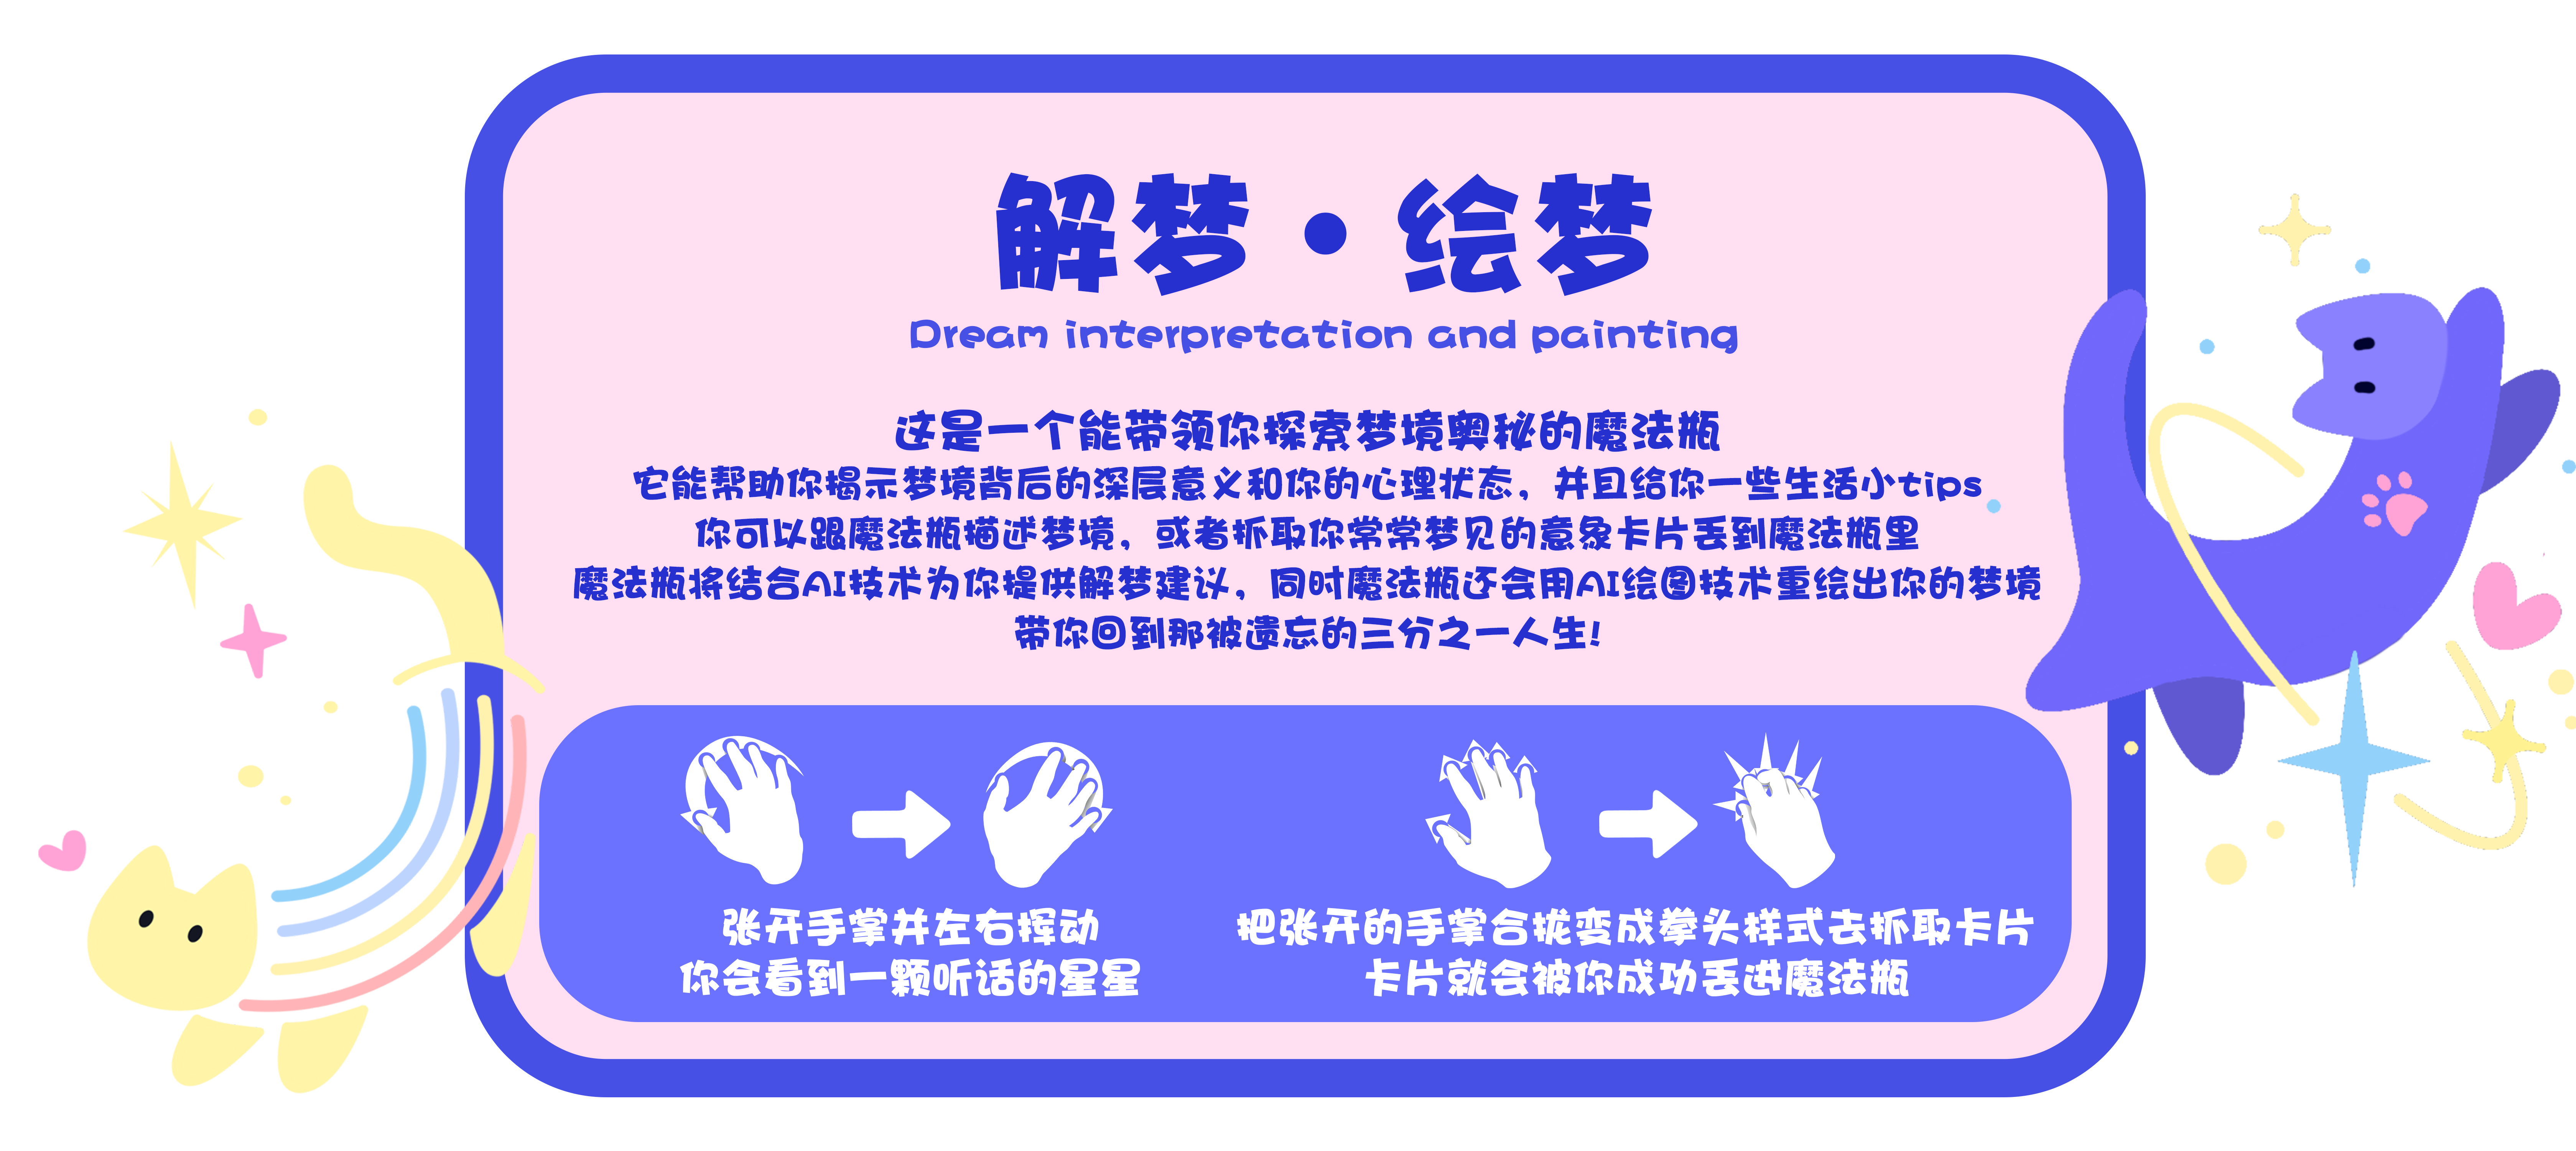 解梦·绘梦
Dream interpretation and painting
这是一个能带领你探索梦境奥秘的魔法瓶
它能帮助你揭示梦境背后的深层意义和你的心理状态，并且给你一些生活小tips
你可以跟魔法瓶描述梦境，或者抓取你常常梦见的意象卡片丢到魔法瓶里
魔法瓶将结合AI技术为你提供解梦建议，同时魔法瓶还会用AI绘图技术重绘出你的梦境
带你回到那被遗忘的三分之一人生!
张开手掌并左右挥动
你会看到一颗听话的星星
把张开的手掌合拢变成拳头样式去抓取卡片
卡片就会被你成功丢进魔法瓶